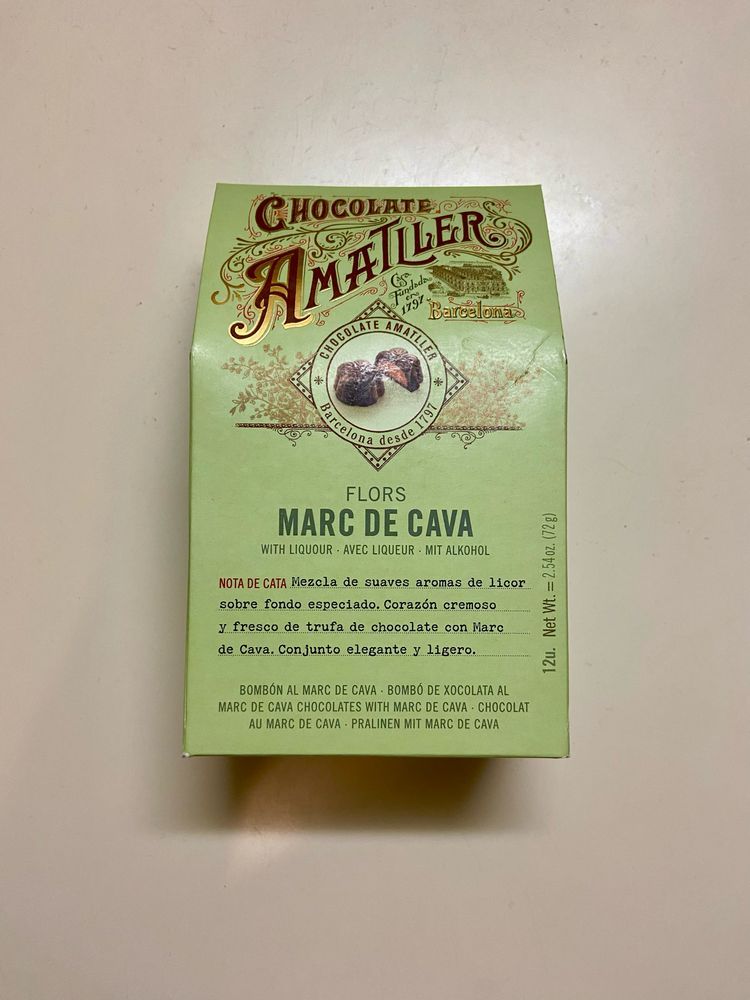 CHOCOLATE
AMATLLER
Casa
Fundada
en
1797
Barcelona
CHOCOLATE AMATLLER
Barcelona desde 1797
FLORS
MARC DE CAVA
WITH LIQUOUR · AVEC LIQUEUR · MIT ALKOHOL
NOTA DE CATA Mezcla de suaves aromas de licor
sobre fondo especiado. Corazón cremoso
y fresco de trufa de chocolate con Marc
de Cava. Conjunto elegante y ligero.
12u. Net Wt. = 2.54 oz. (72 g)
BOMBÓN AL MARC DE CAVA · BOMBÓ DE XOCOLATA AL
MARC DE CAVA CHOCOLATES WITH MARC DE CAVA · CHOCOLAT
AU MARC DE CAVA · PRALINEN MIT MARC DE CAVA